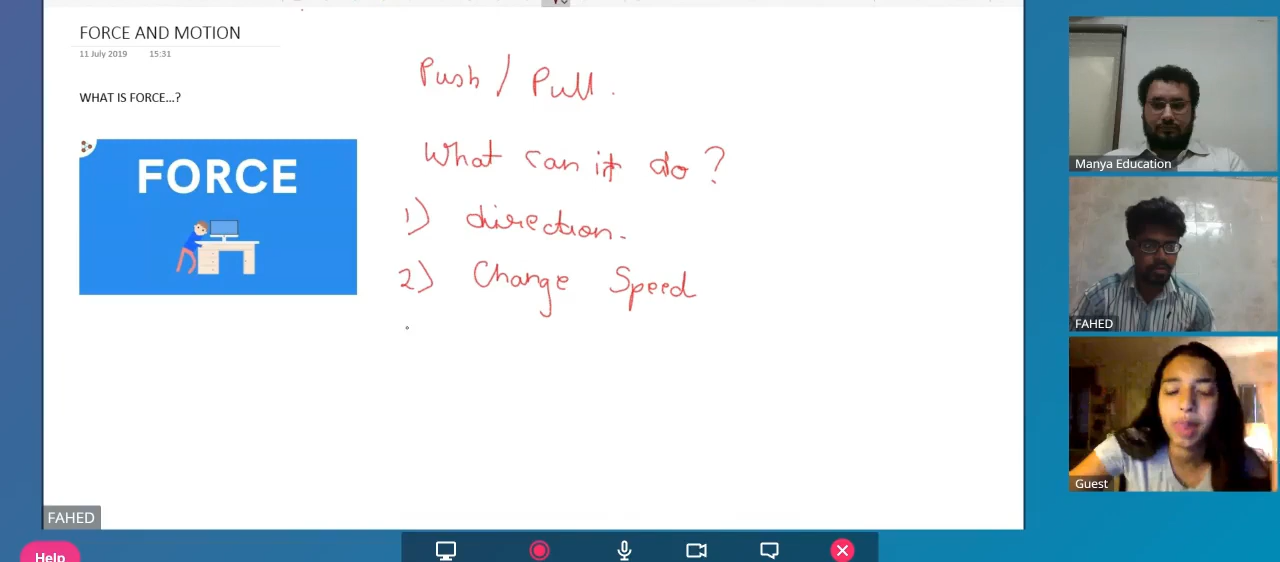 FORCE AND MOTION
11 July 2019 15:31
WHAT IS FORCE...?
FORCE
Push / Pull.
What can it do ?
1) direction.
2) Change Speed
Manya Education
FAHED
Guest
FAHED
Help